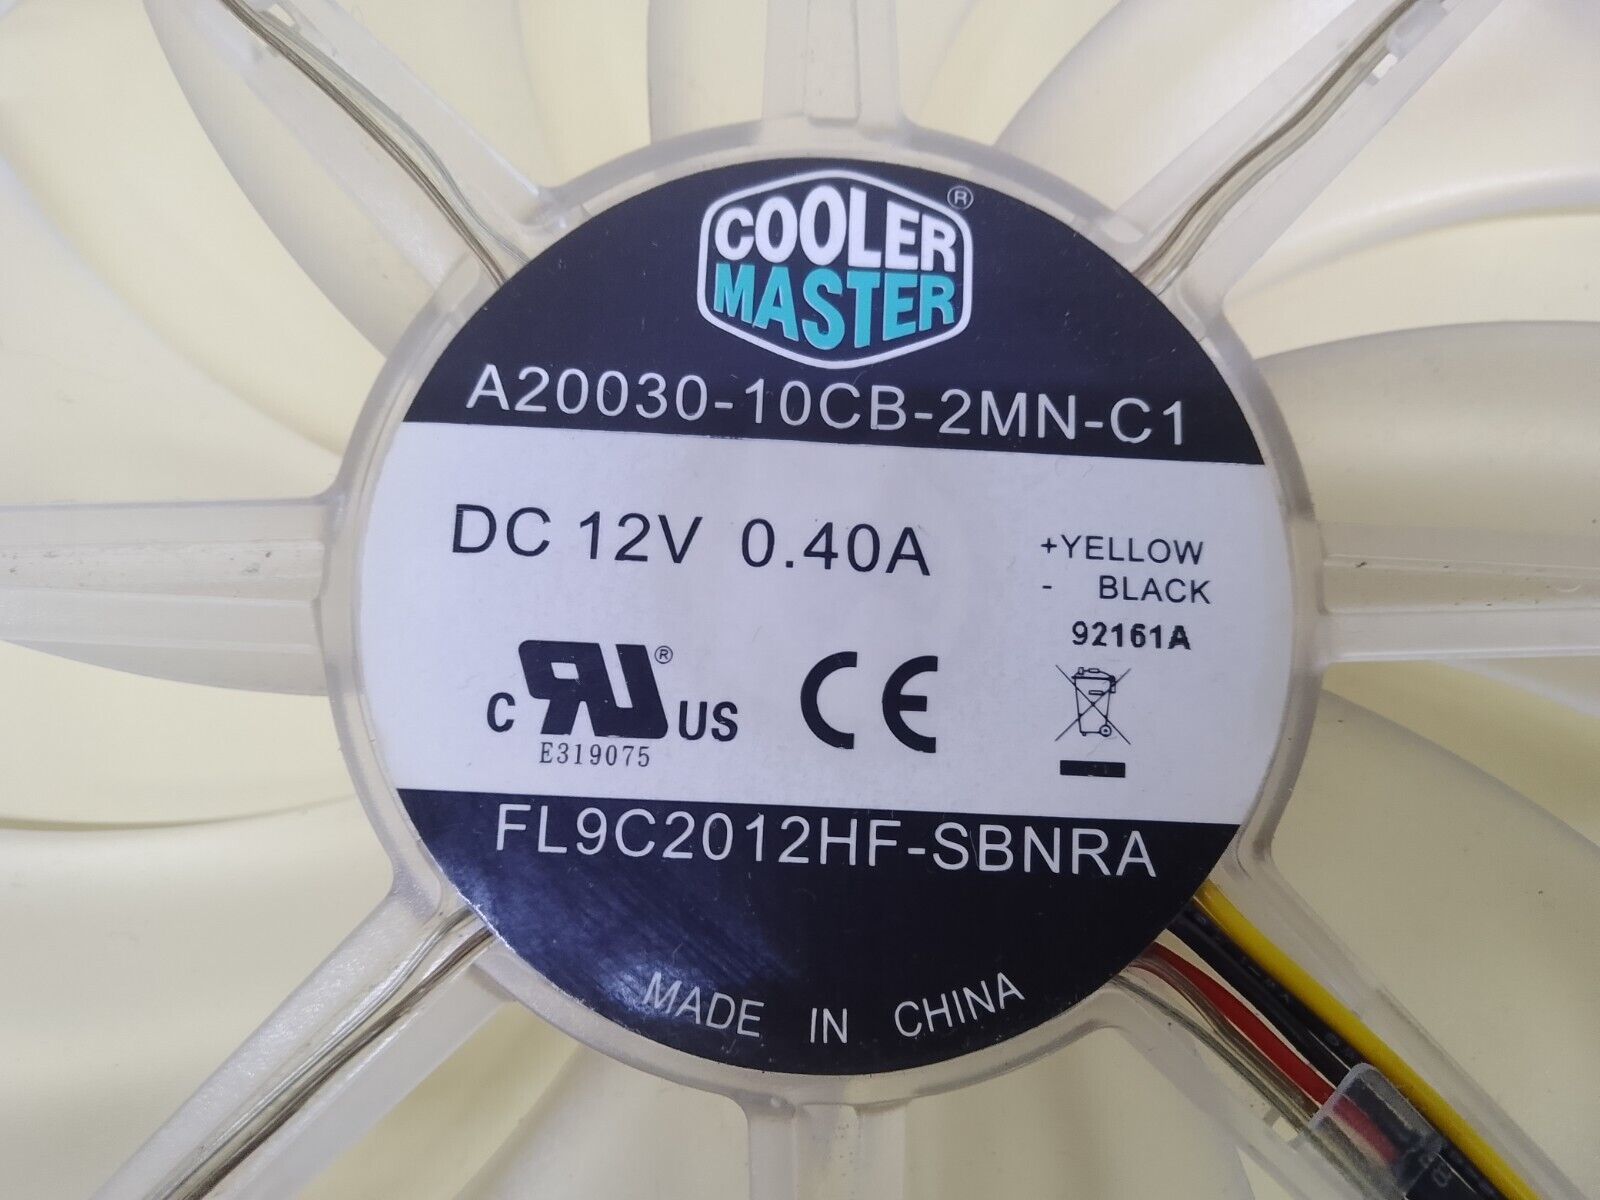 COOLER
MASTER
®
A20030-10CB-2MN-C1
DC 12V 0.40A
+YELLOW
- BLACK
92161A
C RU ® US
E319075
CE
FL9C2012HF-SBNRA
MADE IN CHINA